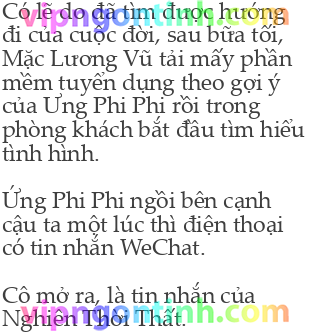 Có lẽ do đã tìm được hướng
đi của cuộc đời, sau bữa tối,
Mặc Lương Vũ tải mấy phần
mềm tuyển dụng theo gợi ý
của Ưng Phi Phi rồi trong
phòng khách bắt đầu tìm hiểu
tình hình.
Ứng Phi Phi ngồi bên cạnh
cậu ta một lúc thì điện thoại
có tin nhắn WeChat.
Cô mở ra, là tin nhắn của
Nghiên Thời Thất.
vipngontinh.com
vipngontinh.com